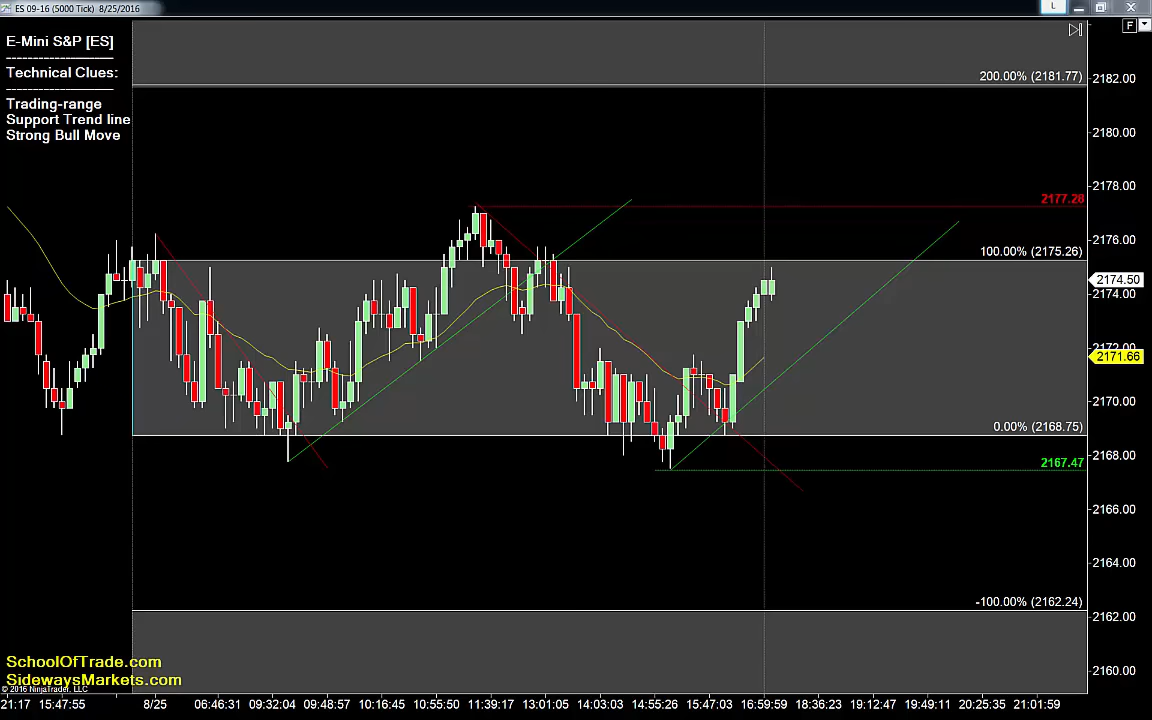 ES 09-16 (5000 Tick)  8/25/2016
L
F
E-Mini S&P [ES]
--------------------
Technical Clues:
--------------------
Trading-range
Support Trend line
Strong Bull Move
200.00% (2181.77)
2177.28
100.00% (2175.26)
0.00% (2168.75)
2167.47
-100.00% (2162.24)
2182.00
2180.00
2178.00
2176.00
2174.50
2174.00
2172.00
2171.66
2170.00
2168.00
2166.00
2164.00
2162.00
2160.00
SchoolOfTrade.com
SidewaysMarkets.com
© 2016 NinjaTrader, LLC
21:17 15:47:55 8/25 06:46:31 09:32:04 09:48:57 10:16:45 10:55:50 11:39:17 13:01:05 14:03:03 14:55:26 15:47:03 16:59:59 18:36:23 19:12:47 19:49:11 20:25:35 21:01:59